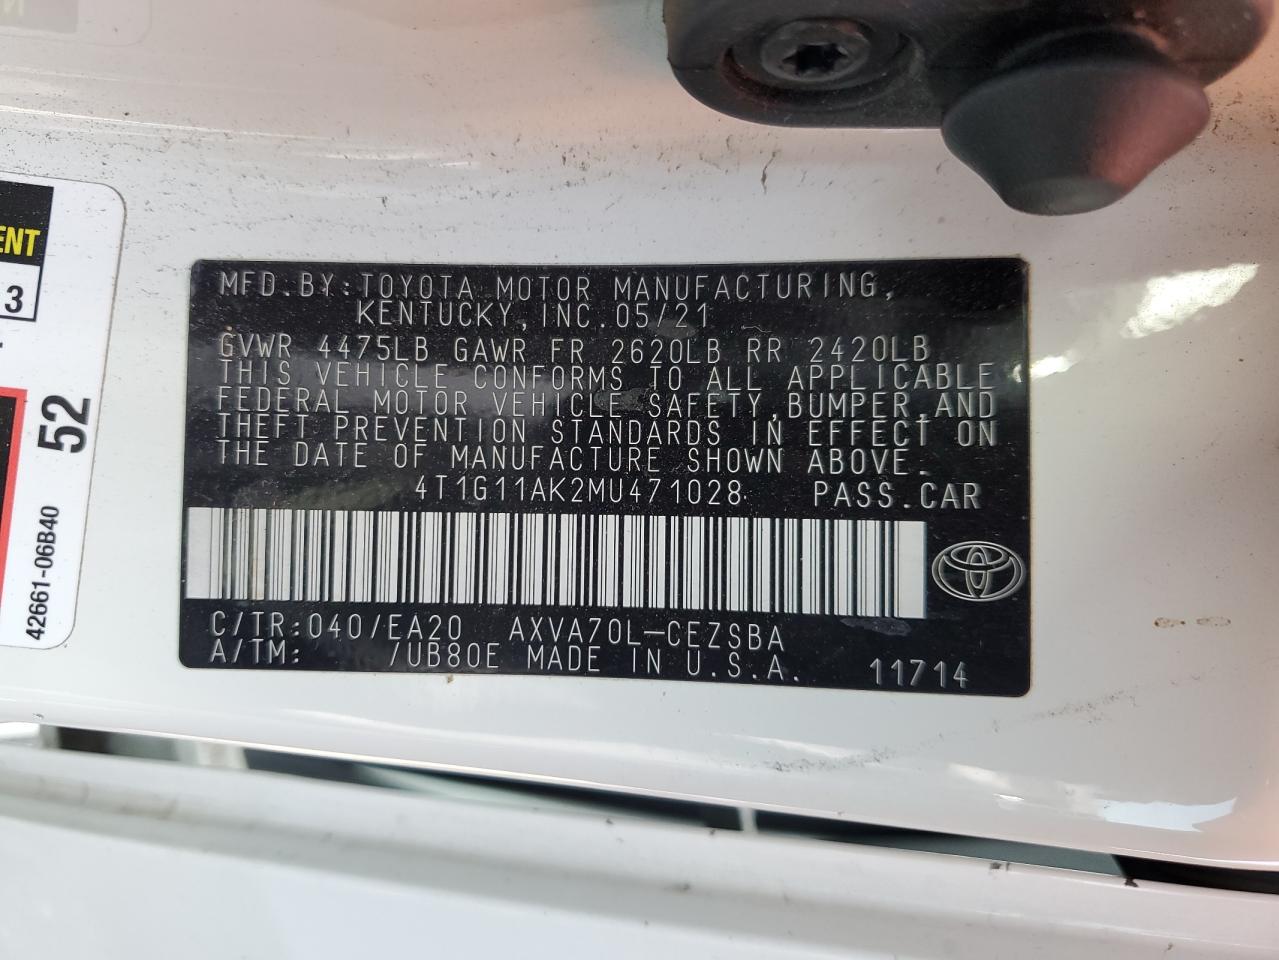 MFD.BY:TOYOTA MOTOR MANUFACTURING,
KENTUCKY,INC.05/21
GVWR 4475LB GAWR FR 2620LB RR 2420LB
THIS VEHICLE CONFORMS TO ALL APPLICABLE
FEDERAL MOTOR VEHICLE SAFETY,BUMPER,AND
THEFT PREVENTION STANDARDS IN EFFECT ON
THE DATE OF MANUFACTURE SHOWN ABOVE.
4T1G11AK2MU471028 PASS.CAR
C/TR:040/EA20 AXVA70L-CEZSBA
A/TM: /UB80E MADE IN U.S.A. 11714
ENT
3
52
42661-06B40